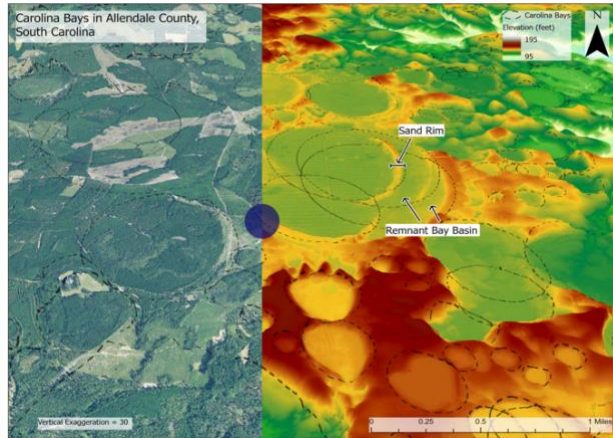 Carolina Bays in Allendale County,
South Carolina
Carolina Bays
Elevation (feet)
195
95
N
Sand Rim
Remnant Bay Basin
Vertical Exaggeration = 30
0 0.25 0.5 1 Miles